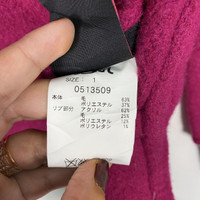 SIZE : 1
0513509
本体 毛 63%
ポリエステル 37%
リブ部分 アクリル 62%
毛 25%
ポリエステル 12%
ポリウレタン 1%